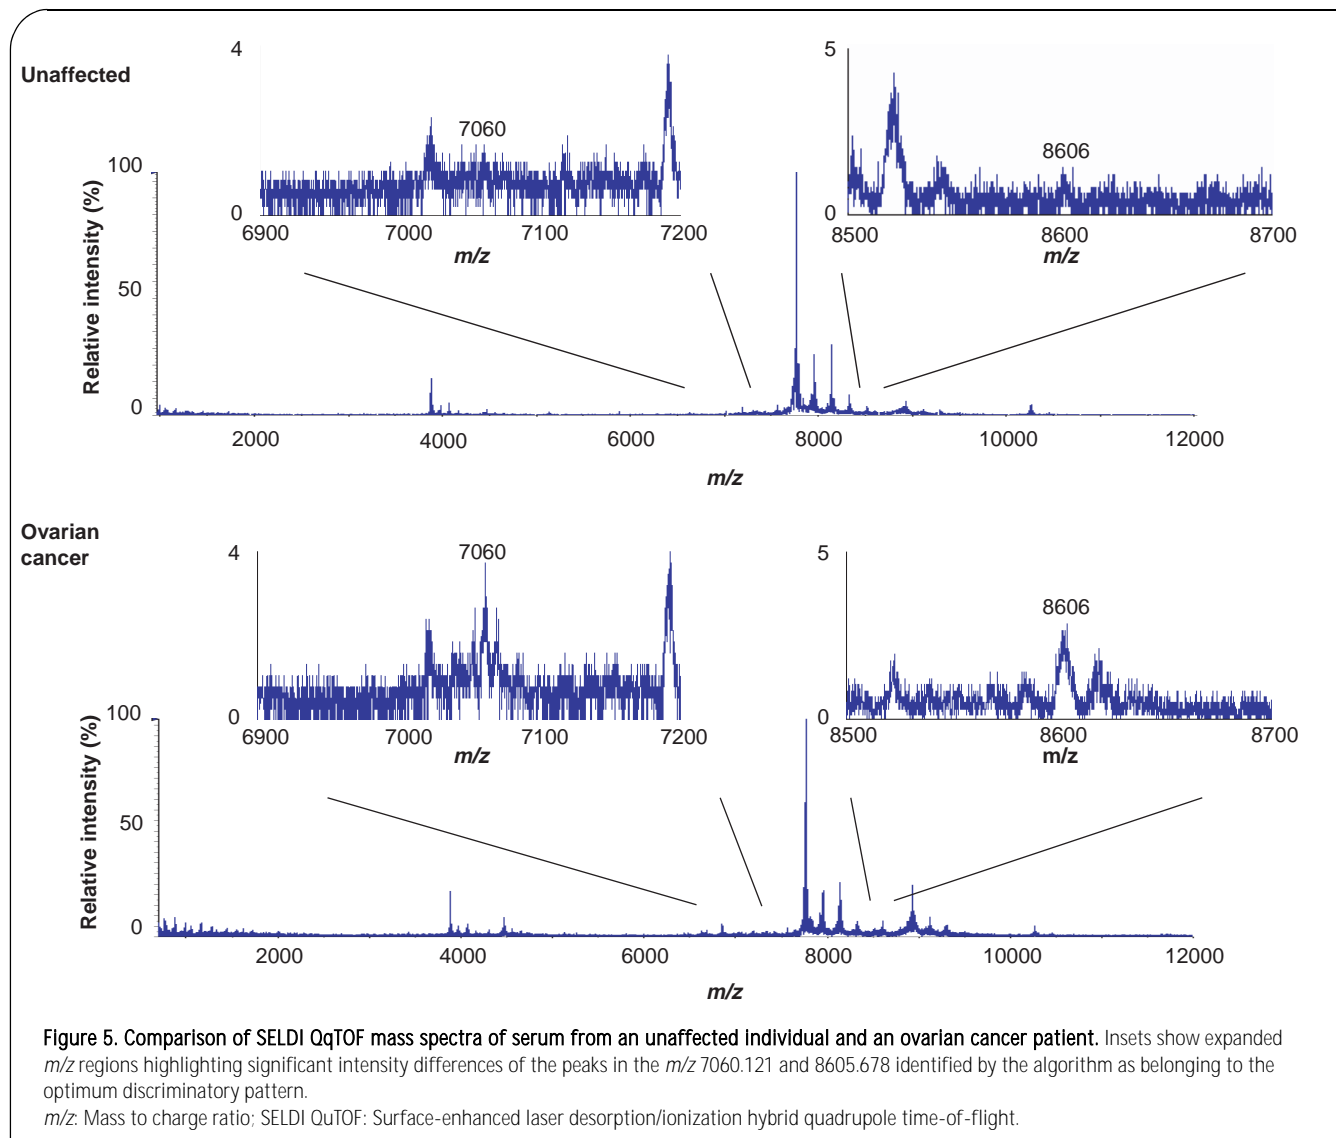 Unaffected
4
7060
0
6900 7000 7100 7200
m/z
5
8606
0
8500 8600 8700
m/z
Relative intensity (%)
100
50
0
2000 4000 6000 8000 10000 12000
m/z
Ovarian
cancer
4
7060
0
6900 7000 7100 7200
m/z
5
8606
0
8500 8600 8700
m/z
Relative intensity (%)
100
50
0
2000 4000 6000 8000 10000 12000
m/z
Figure 5. Comparison of SELDI QqTOF mass spectra of serum from an unaffected individual and an ovarian cancer patient. Insets show expanded
m/z regions highlighting significant intensity differences of the peaks in the m/z 7060.121 and 8605.678 identified by the algorithm as belonging to the
optimum discriminatory pattern.
m/z: Mass to charge ratio; SELDI QuTOF: Surface-enhanced laser desorption/ionization hybrid quadrupole time-of-flight.